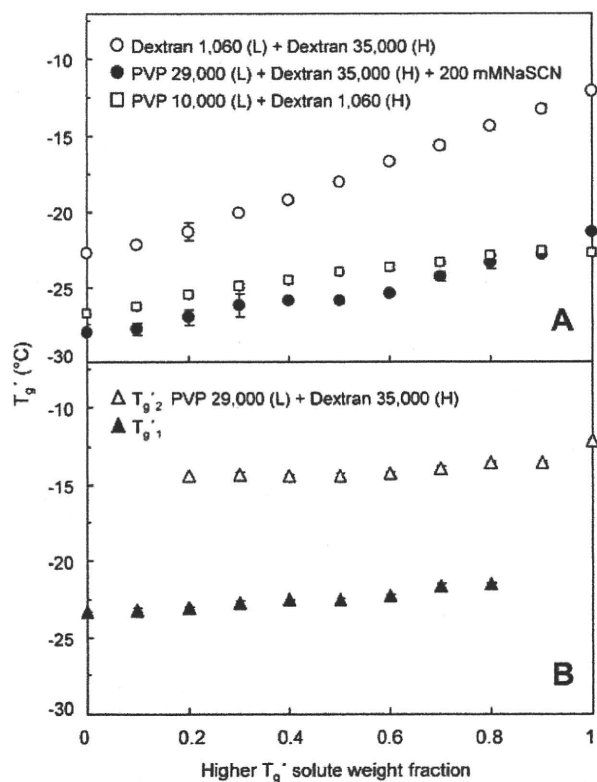 ○ Dextran 1,060 (L) + Dextran 35,000 (H)
● PVP 29,000 (L) + Dextran 35,000 (H) + 200 mMNaSCN
□ PVP 10,000 (L) + Dextran 1,060 (H)
-10
-15
-20
-25
-30
A
Tg´ (°C)
△ Tg´2 PVP 29,000 (L) + Dextran 35,000 (H)
▲ Tg´1
-10
-15
-20
-25
-30
B
0 0.2 0.4 0.6 0.8 1
Higher Tg´ solute weight fraction